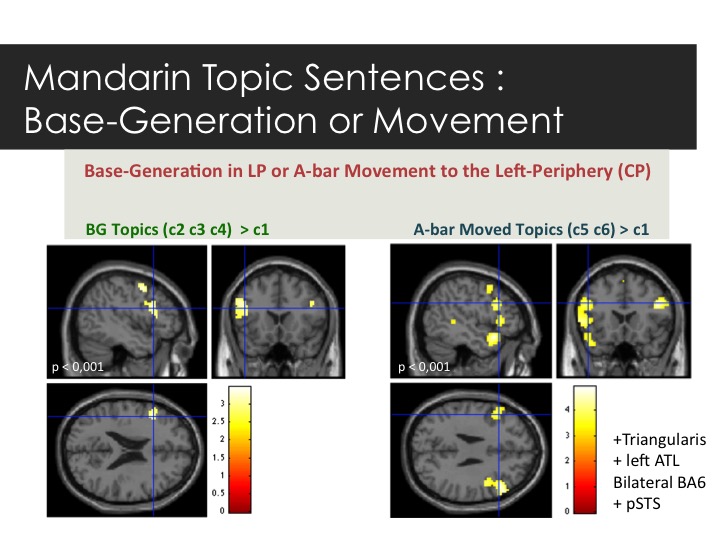 Mandarin Topic Sentences :
Base-Generation or Movement
Base-Generation in LP or A-bar Movement to the Left-Periphery (CP)
BG Topics (c2 c3 c4) > c1
A-bar Moved Topics (c5 c6) > c1
p < 0,001
p < 0,001
3
2.5
2
1.5
1
0.5
0
4
3
2
1
0
+Triangularis
+ left ATL
Bilateral BA6
+ pSTS